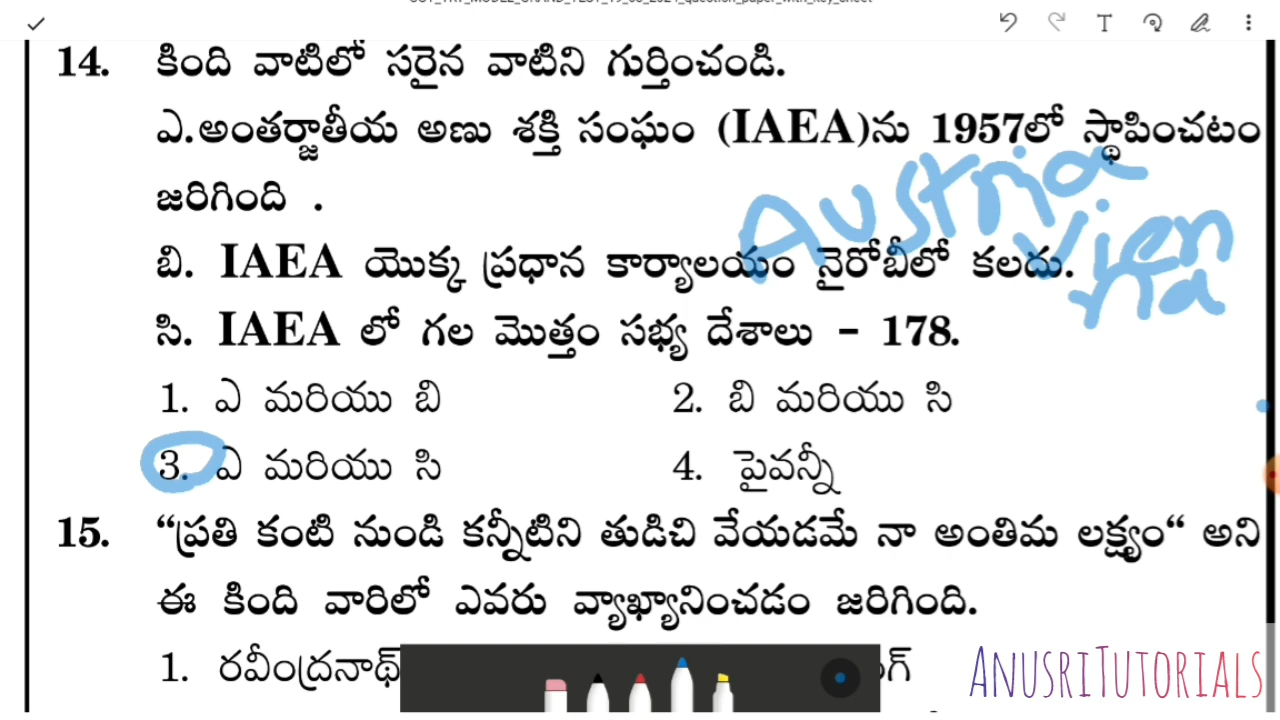 14. కింది వాటిలో సరైన వాటిని గుర్తించండి.
ఎ.అంతర్జాతీయ అణు శక్తి సంఘం (IAEA)ను 1957లో స్థాపించటం
జరిగింది .
Austria
బి. IAEA యొక్క ప్రధాన కార్యాలయం నైరోబీలో కలదు.
Vien
na
సి. IAEA లో గల మొత్తం సభ్య దేశాలు - 178.
1. ఎ మరియు బి 2. బి మరియు సి
3. ఎ మరియు సి 4. పైవన్నీ
15. “ప్రతి కంటి నుండి కన్నీటిని తుడిచి వేయడమే నా అంతిమ లక్ష్యం“ అని
ఈ కింది వారిలో ఎవరు వ్యాఖ్యానించడం జరిగింది.
1. రవీంద్రనాథ్
ANUSRITUTORIALS